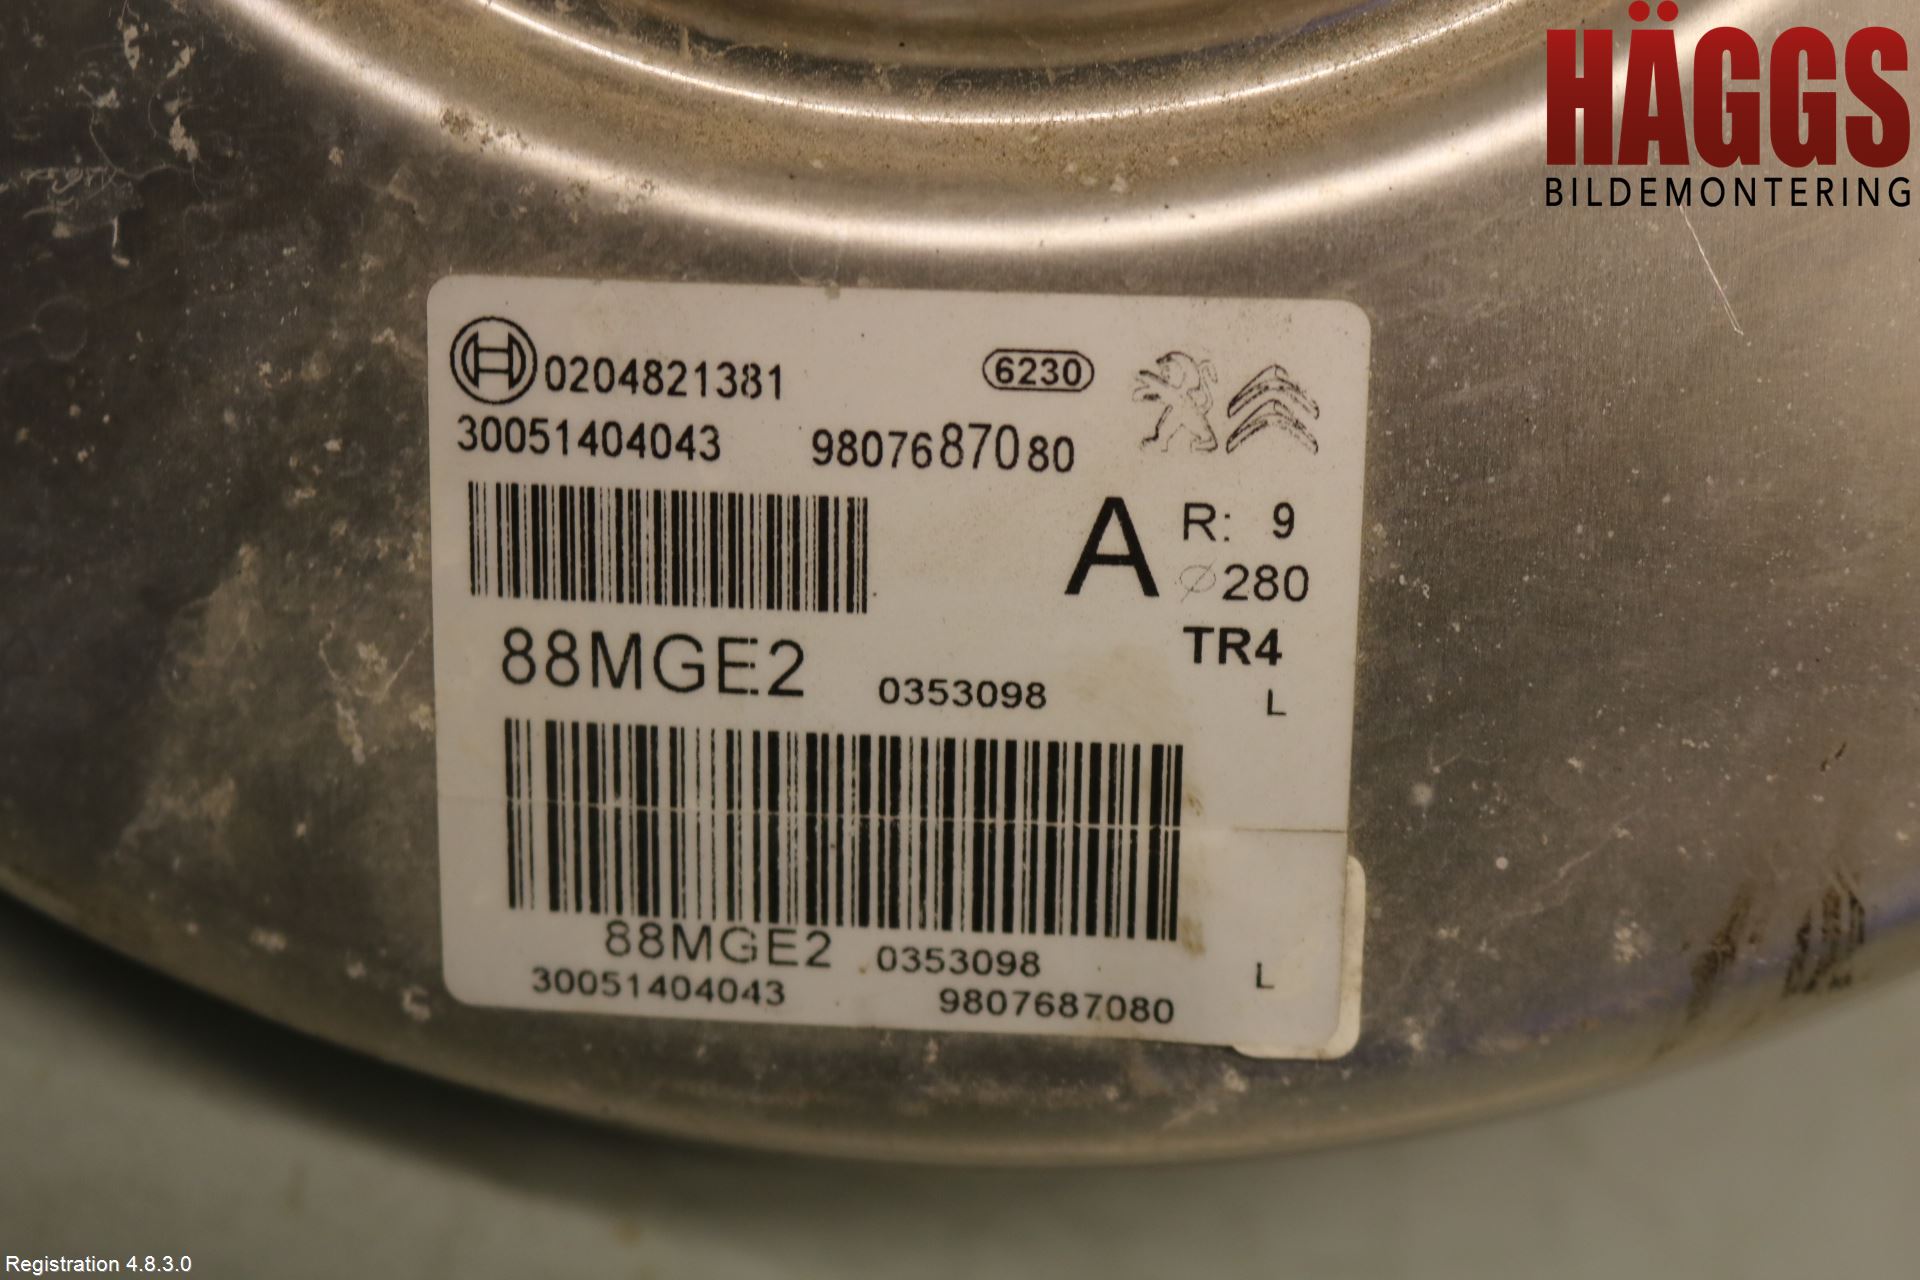 HÄGGS
BILDEMONTERING
0204821381 6230
30051404043 9807687080
A R: 9
Ø280
TR4
88MGE2 0353098 L
88MGE2 0353098 L
30051404043 9807687080
Registration 4.8.3.0